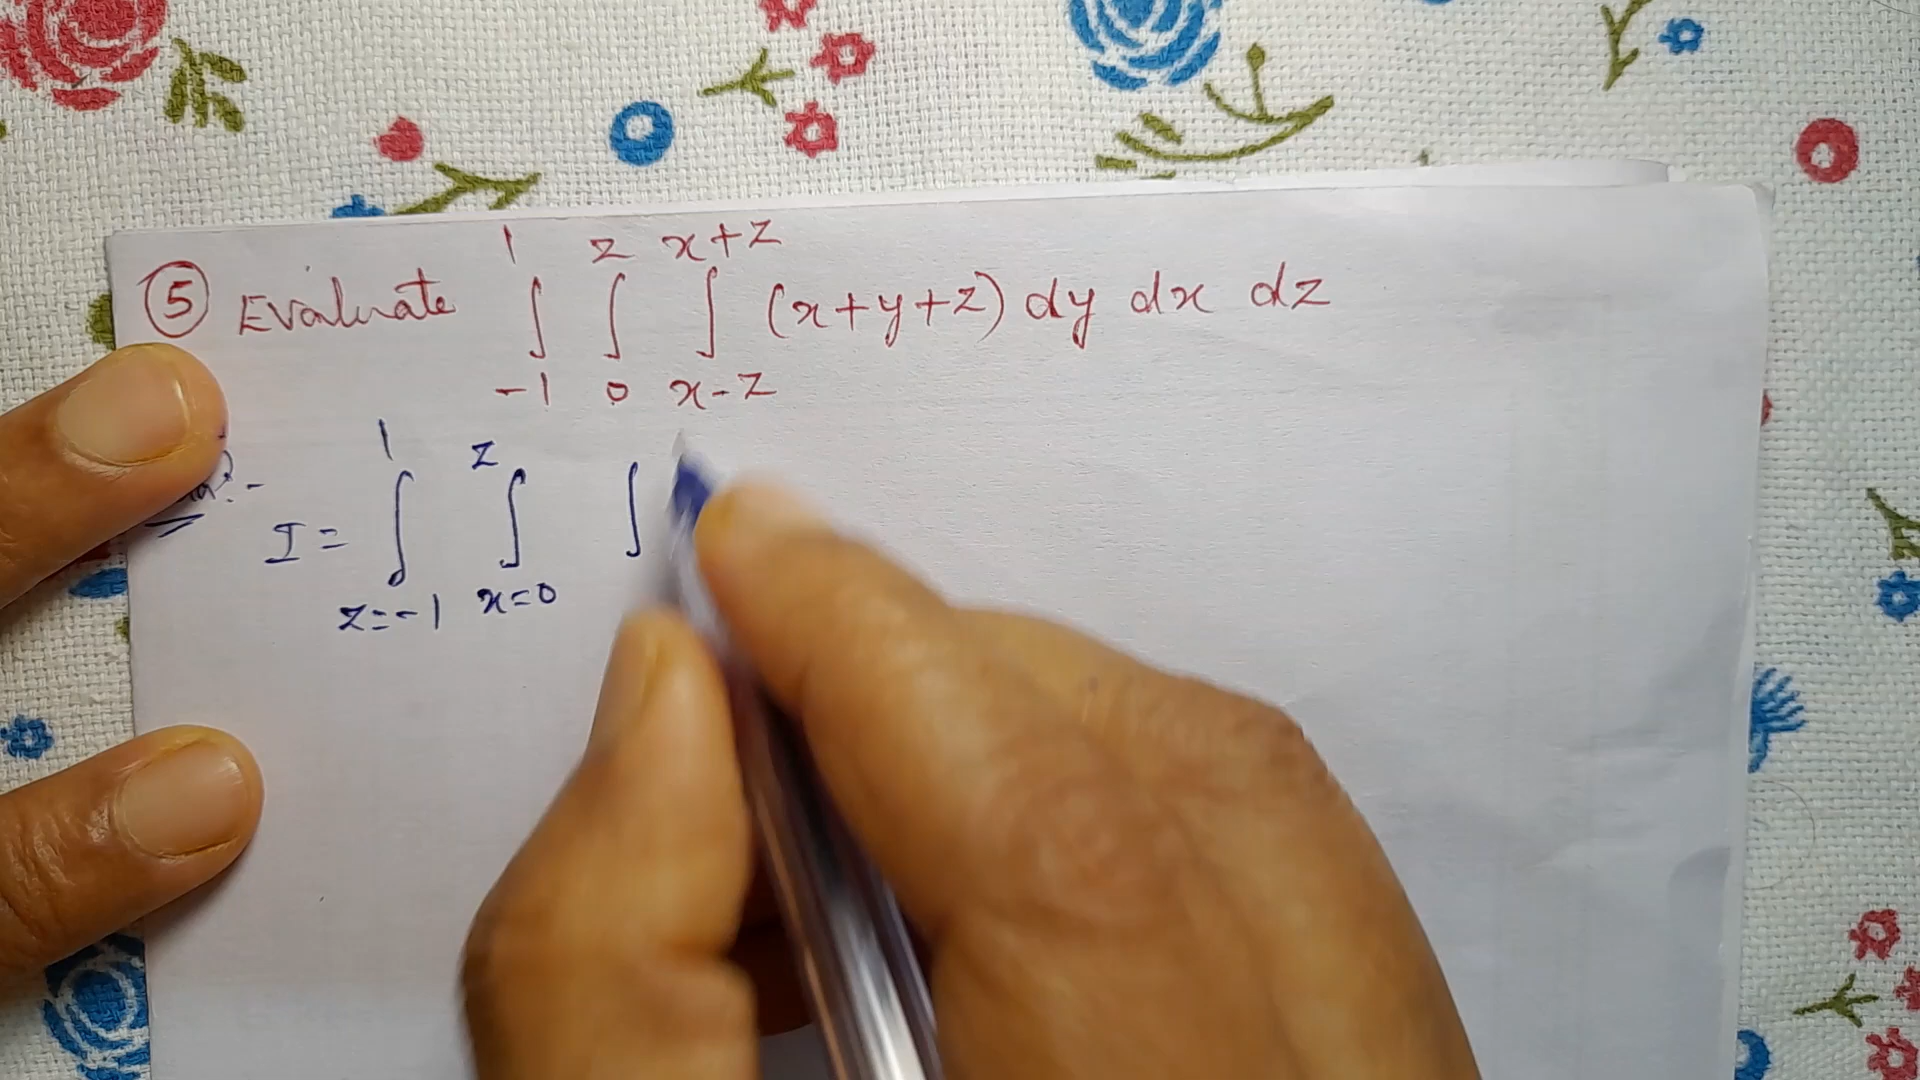 1 z x+z
⑤ Evaluate ∫ ∫ ∫ (x+y+z) dy dx dz
-1 0 x-z
1 z
I = ∫ ∫ ∫
z=-1 x=0